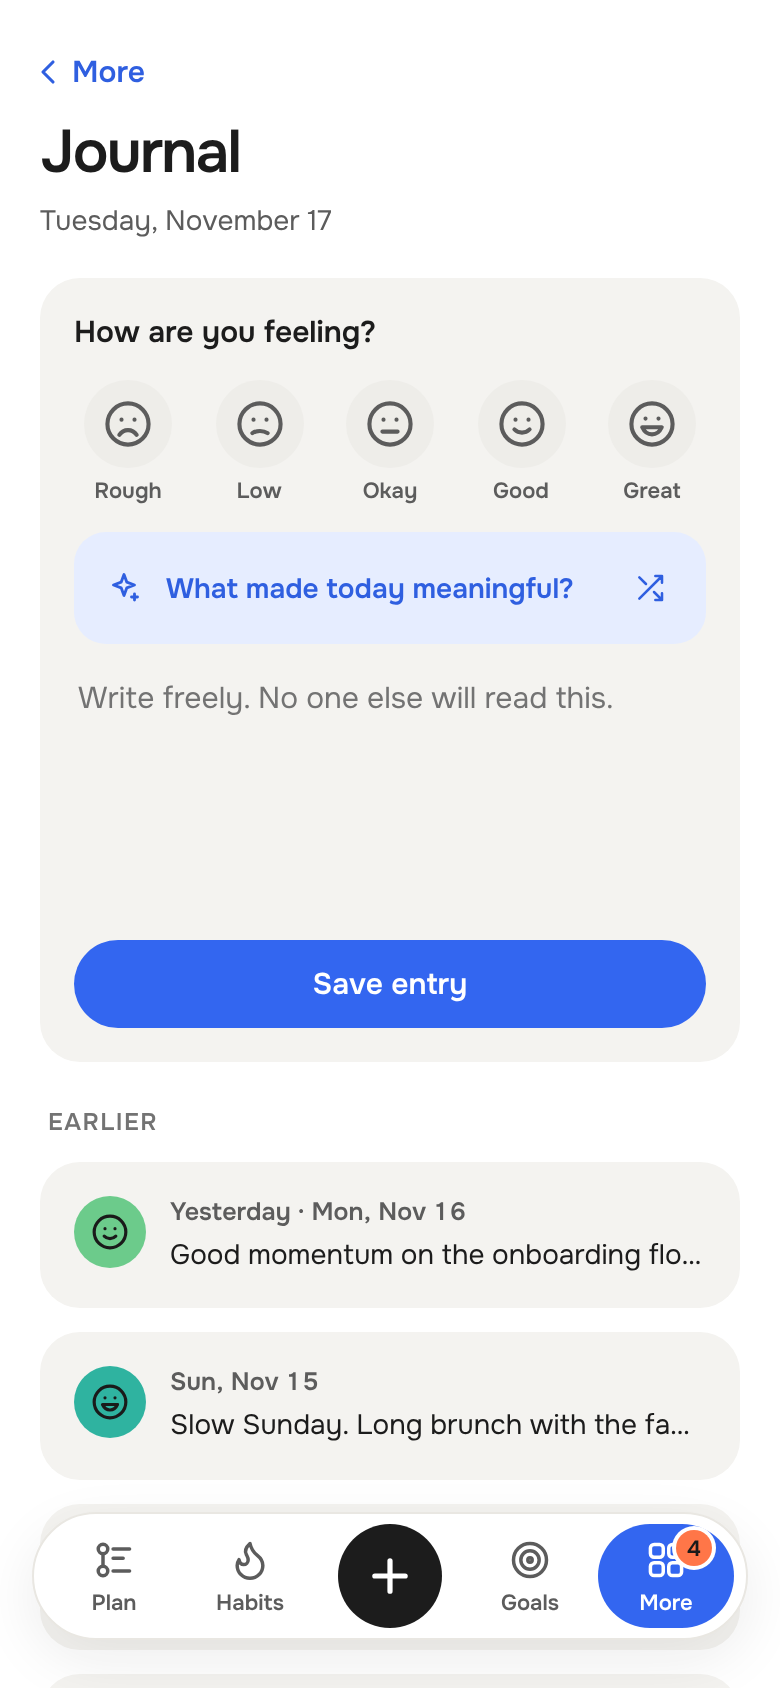 More
Journal
Tuesday, November 17
How are you feeling?
Rough Low Okay Good Great
What made today meaningful?
Write freely. No one else will read this.
Save entry
EARLIER
Yesterday · Mon, Nov 16
Good momentum on the onboarding flo...
Sun, Nov 15
Slow Sunday. Long brunch with the fa...
4
Plan Habits Goals More